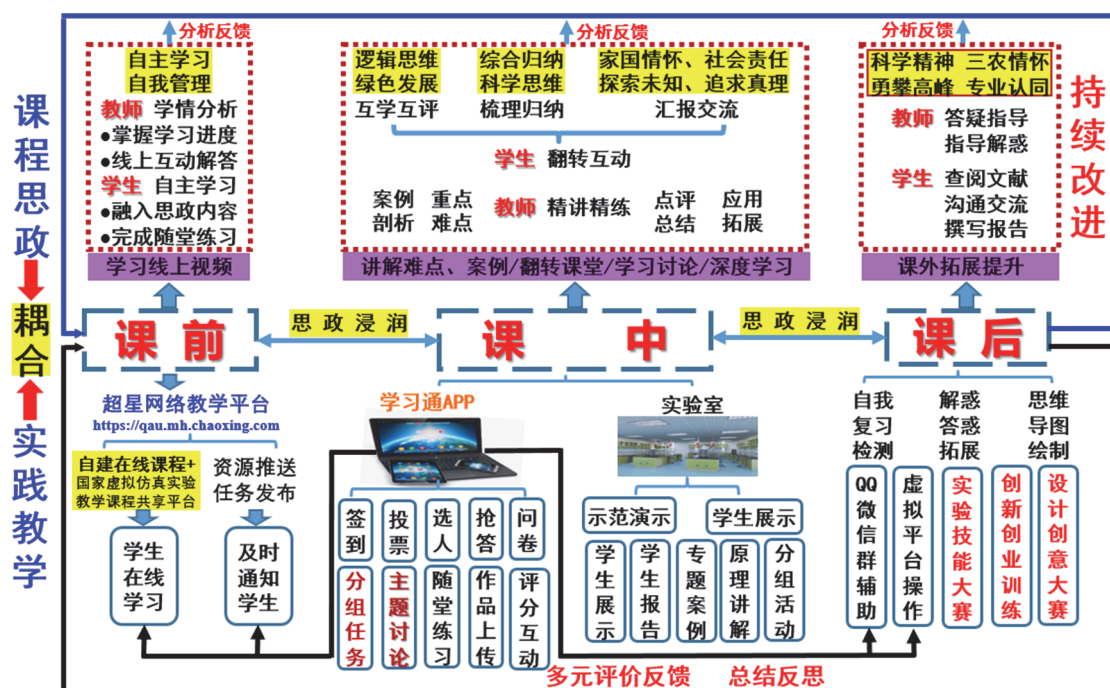 分析反馈
分析反馈
分析反馈
自主学习
自我管理
教师 学情分析
●掌握学习进度
●线上互动解答
学生 自主学习
●融入思政内容
●完成随堂练习
学习线上视频
逻辑思维
绿色发展
综合归纳
科学思维
家国情怀、社会责任
探索未知、追求真理
互学互评
梳理归纳
汇报交流
学生 翻转互动
案例
剖析
重点
难点
教师 精讲精练
点评
总结
应用
拓展
讲解难点、案例/翻转课堂/学习讨论/深度学习
科学精神 三农情怀
勇攀高峰 专业认同
教师 答疑指导
指导解惑
学生 查阅文献
沟通交流
撰写报告
课外拓展提升
持续改进
课程思政
耦合
实践教学
课前
思政浸润
课中
思政浸润
课后
超星网络教学平台
https://qau.mh.chaoxing.com
自建在线课程+
国家虚拟仿真实验
教学课程共享平台
资源推送
任务发布
学生
在线
学习
及时
通知
学生
学习通APP
签到
投票
选人
抢答
问卷
分组任务
主题讨论
随堂练习
作品上传
评分互动
实验室
示范演示
学生展示
学生展示
学生报告
专题案例
原理讲解
分组活动
自我
复习
检测
解惑
答惑
拓展
思维
导图
绘制
QQ微信群辅助
虚拟平台操作
实验技能大赛
创新创业训练
设计创意大赛
多元评价反馈 总结反思